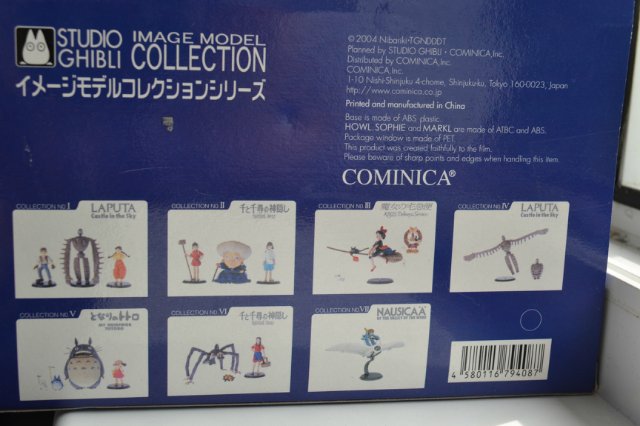 STUDIO GHIBLI
IMAGE MODEL COLLECTION
イメージモデルコレクションシリーズ
© 2004 Nibariki・TGNDDDT
Planned by STUDIO GHIBLI・COMINICA,Inc.
Distributed by COMINICA,Inc.
COMINICA,Inc.
1-10 Nishi-Shinjuku 4-chome, Shinjuku-ku, Tokyo 160-0023, Japan
http://www.cominica.co.jp
Printed and manufactured in China
Base is made of ABS plastic.
HOWL, SOPHIE and MARKL are made of ATBC and ABS.
Package window is made of PET.
This product was created faithfully to the film.
Please beware of sharp points and edges when handling this item.
COMINICA®
COLLECTION NO. I
LAPUTA
Castle in the Sky
COLLECTION NO. II
千と千尋の神隠し
COLLECTION NO. III
魔女の宅急便
KIKI'S Delivery Service
COLLECTION NO. IV
LAPUTA
Castle in the Sky
COLLECTION NO. V
となりのトトロ
COLLECTION NO. VI
千と千尋の神隠し
COLLECTION NO. VII
NAUSICAÄ
OF THE VALLEY OF THE WIND
4 580116 794087